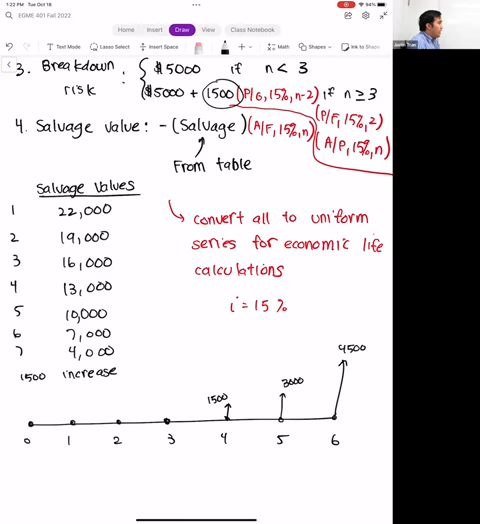 1:22 PM Tue Oct 18
94%
EGME 401 Fall 2022
Home Insert Draw View Class Notebook
Text Mode Lasso Select Insert Space Math Shapes Ink to Shape
Justin Tran
3. Breakdown risk : { $5000 if n < 3
$5000 + 1500 (P/G, 15%, n-2) if n ≥ 3
(P/F, 15%, 2)
(A/P, 15%, n)
4. Salvage value: - (Salvage) (A/F, 15%, n)
From table
Salvage Values
1 22,000
2 19,000
3 16,000
4 13,000
5 10,000
6 7,000
7 4,000
1500 increase
convert all to uniform
series for economic life
calculations
i = 15%
1500 3000 4500
0 1 2 3 4 5 6